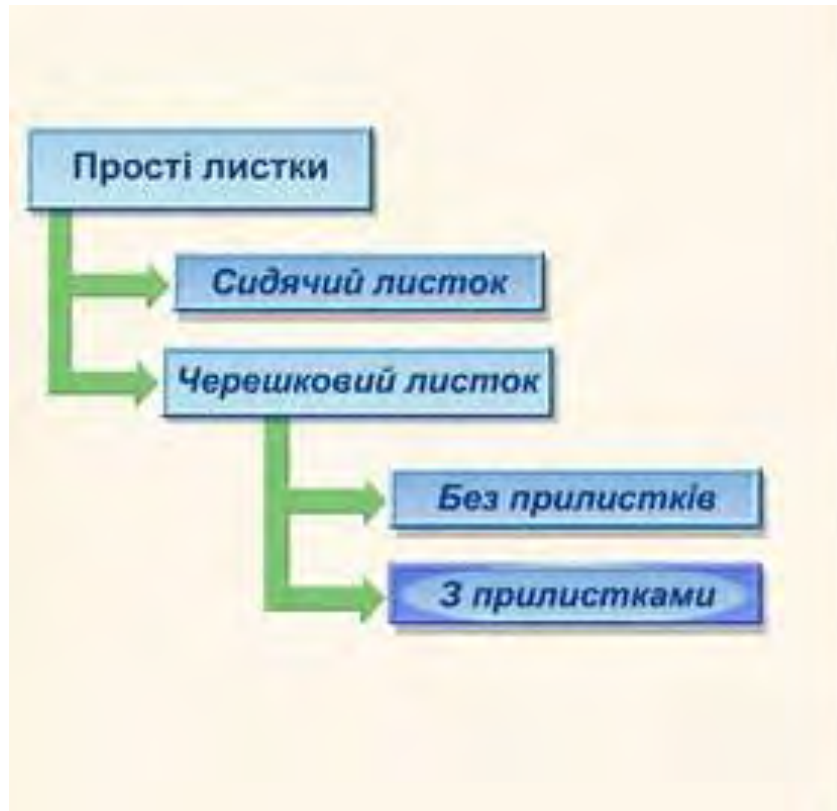 Прості листки
Сидячий листок
Черешковий листок
Без прилистків
З прилистками